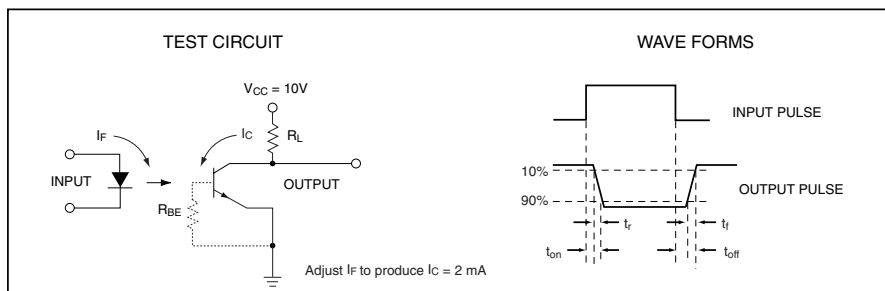 TEST CIRCUIT
WAVE FORMS
VCC = 10V
IF
IC
RL
INPUT
OUTPUT
RBE
Adjust IF to produce IC = 2 mA
INPUT PULSE
10%
OUTPUT PULSE
90%
tr
tf
ton
toff